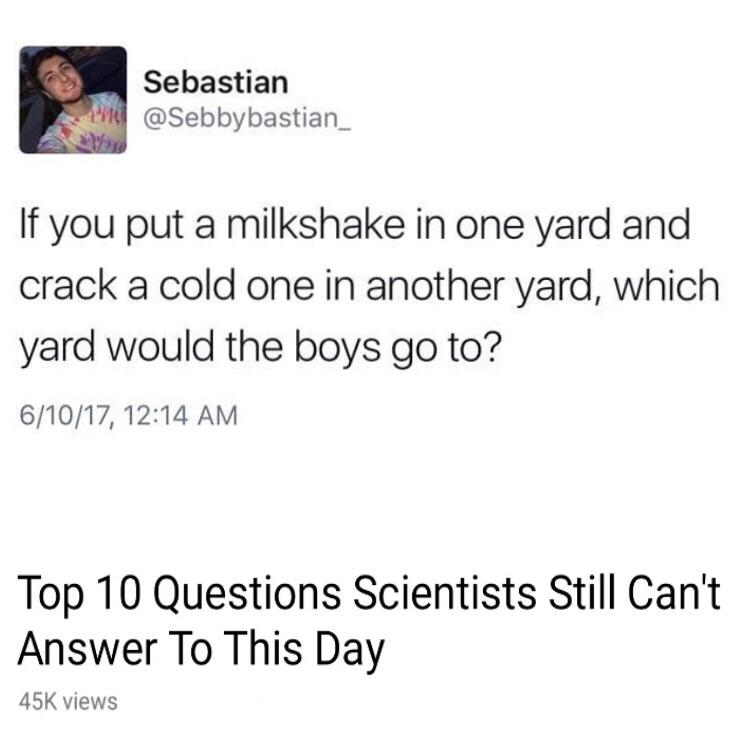 Sebastian
@Sebbybastian_
If you put a milkshake in one yard and
crack a cold one in another yard, which
yard would the boys go to?
6/10/17, 12:14 AM
Top 10 Questions Scientists Still Can't
Answer To This Day
45K views